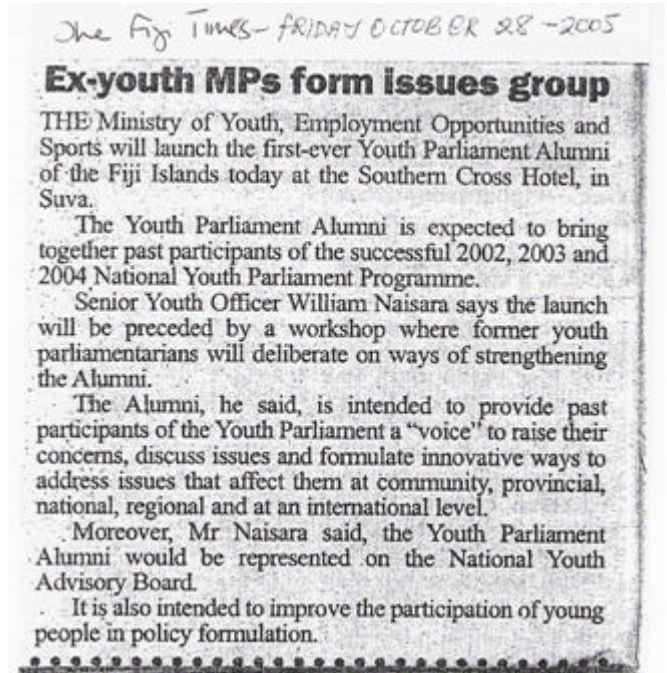 The Fiji Times - FRIDAY OCTOBER 28 - 2005
Ex-youth MPs form issues group
THE Ministry of Youth, Employment Opportunities and
Sports will launch the first-ever Youth Parliament Alumni
of the Fiji Islands today at the Southern Cross Hotel, in
Suva.
The Youth Parliament Alumni is expected to bring
together past participants of the successful 2002, 2003 and
2004 National Youth Parliament Programme.
Senior Youth Officer William Naisara says the launch
will be preceded by a workshop where former youth
parliamentarians will deliberate on ways of strengthening
the Alumni.
The Alumni, he said, is intended to provide past
participants of the Youth Parliament a “voice” to raise their
concerns, discuss issues and formulate innovative ways to
address issues that affect them at community, provincial,
national, regional and at an international level.
Moreover, Mr Naisara said, the Youth Parliament
Alumni would be represented on the National Youth
Advisory Board.
It is also intended to improve the participation of young
people in policy formulation.